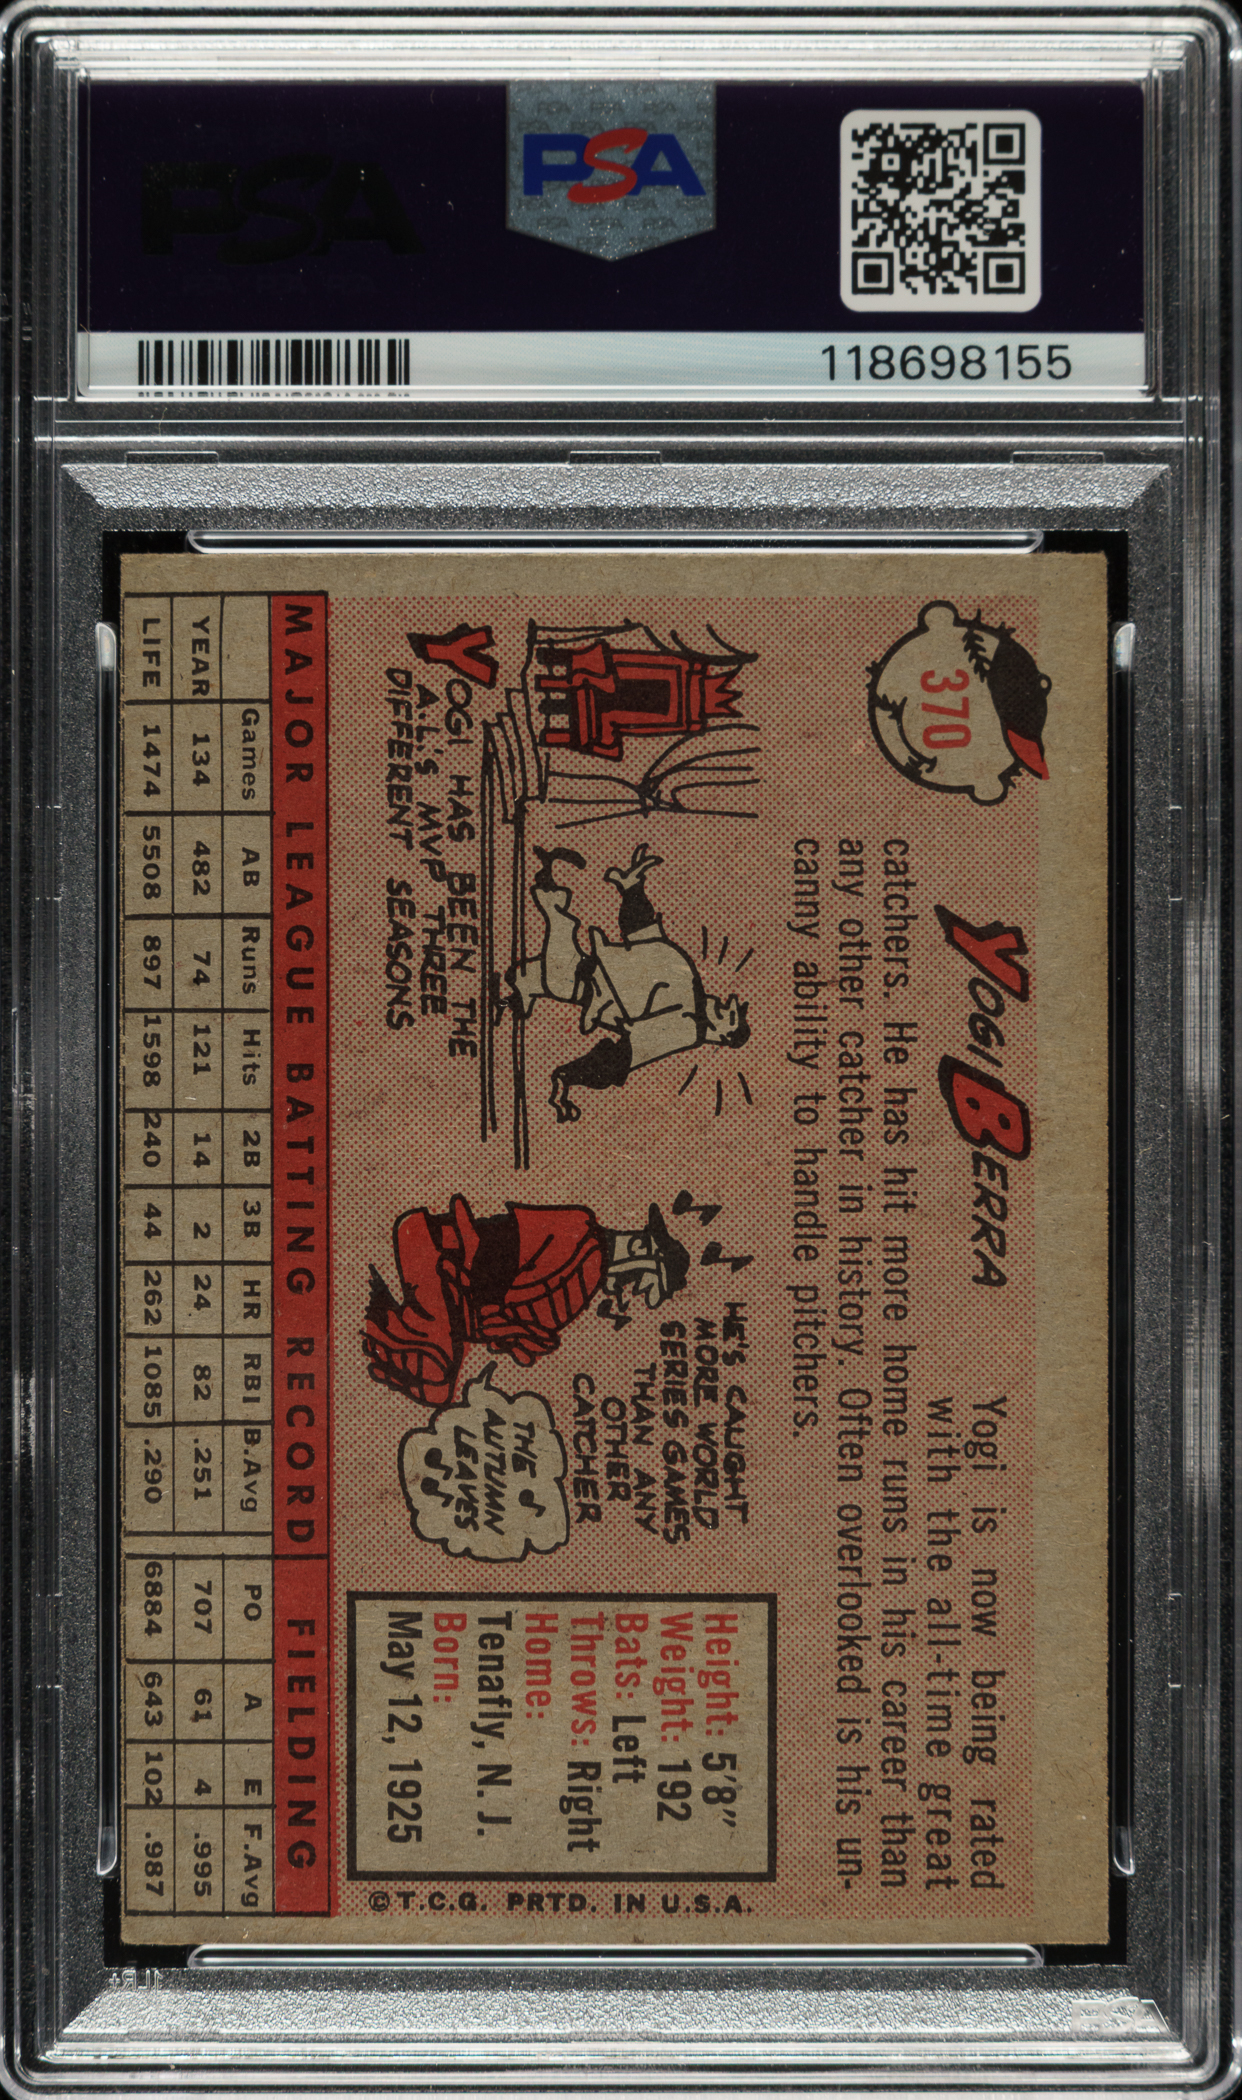 PSA
118698155
370
YOGI BERRA
Yogi is now being rated
with the all-time great
catchers. He has hit more home runs in his career than
any other catcher in history. Often overlooked is his un-
canny ability to handle pitchers.
YOGI HAS BEEN THE
A.L.'S MVP THREE
DIFFERENT SEASONS
HE'S CAUGHT
MORE WORLD
SERIES GAMES
THAN ANY
OTHER
CATCHER
THE
AUTUMN
LEAVES
Height: 5'8"
Weight: 192
Bats: Left
Throws: Right
Home:
Tenafly, N. J.
Born:
May 12, 1925
© T.C.G. PRTD. IN U.S.A.
MAJOR LEAGUE BATTING RECORD FIELDING
Games AB Runs Hits 2B 3B HR RBI B.Avg PO A E F.Avg
YEAR 134 482 74 121 14 2 24 82 .251 707 61 4 .995
LIFE 1474 5508 897 1598 240 44 262 1085 .290 6884 643 102 .987
PSA
1LR+
PSA